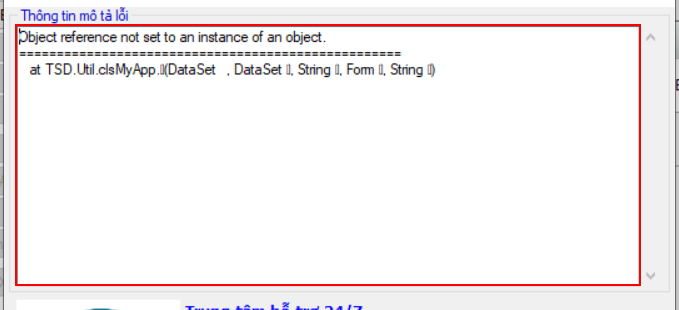 Thông tin mô tả lỗi
Object reference not set to an instance of an object.
===================================================
at TSD.Util.clsMyApp.▯(DataSet , DataSet ▯, String ▯, Form ▯, String ▯)
Trung tâm hỗ trợ 24/7